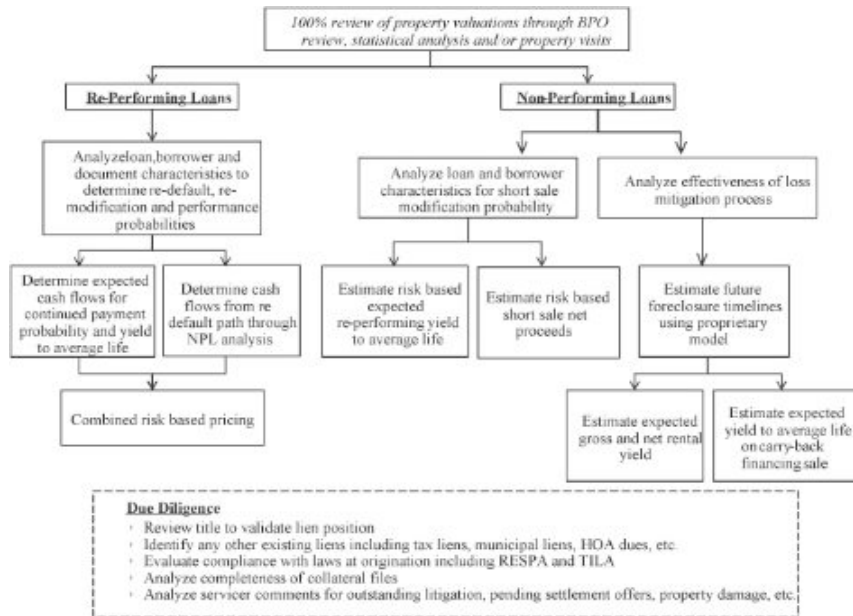 100% review of property valuations through BPO
review, statistical analysis and/or property visits
Re-Performing Loans
Non-Performing Loans
Analyzeloan,borrower and
document characteristics to
determine re-default, re-
modification and performance
probabilities
Analyze loan and borrower
characteristics for short sale
modification probability
Analyze effectiveness of loss
mitigation process
Determine expected
cash flows for
continued payment
probability and yield
to average life
Determine cash
flows from re
default path through
NPL analysis
Estimate risk based
expected
re-performing yield
to average life
Estimate risk based
short sale net
proceeds
Estimate future
foreclosure timelines
using proprietary
model
Combined risk based pricing
Estimate expected
gross and net rental
yield
Estimate expected
yield to average life
on carry-back
financing sale
Due Diligence
Review title to validate lien position
Identify any other existing liens including tax liens, municipal liens, HOA dues, etc.
Evaluate compliance with laws at origination including RESPA and TILA
Analyze completeness of collateral files
Analyze servicer comments for outstanding litigation, pending settlement offers, property damage, etc.